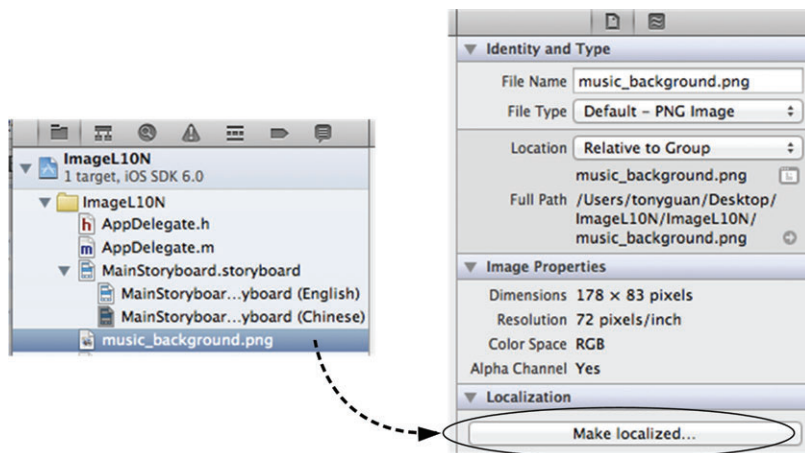 ImageL10N
1 target, iOS SDK 6.0
ImageL10N
AppDelegate.h
AppDelegate.m
MainStoryboard.storyboard
MainStoryboar...yboard (English)
MainStoryboar...yboard (Chinese)
music_background.png
Identity and Type
File Name music_background.png
File Type Default – PNG Image
Location Relative to Group
music_background.png
Full Path /Users/tonyguan/Desktop/
ImageL10N/ImageL10N/
music_background.png
Image Properties
Dimensions 178 × 83 pixels
Resolution 72 pixels/inch
Color Space RGB
Alpha Channel Yes
Localization
Make localized...